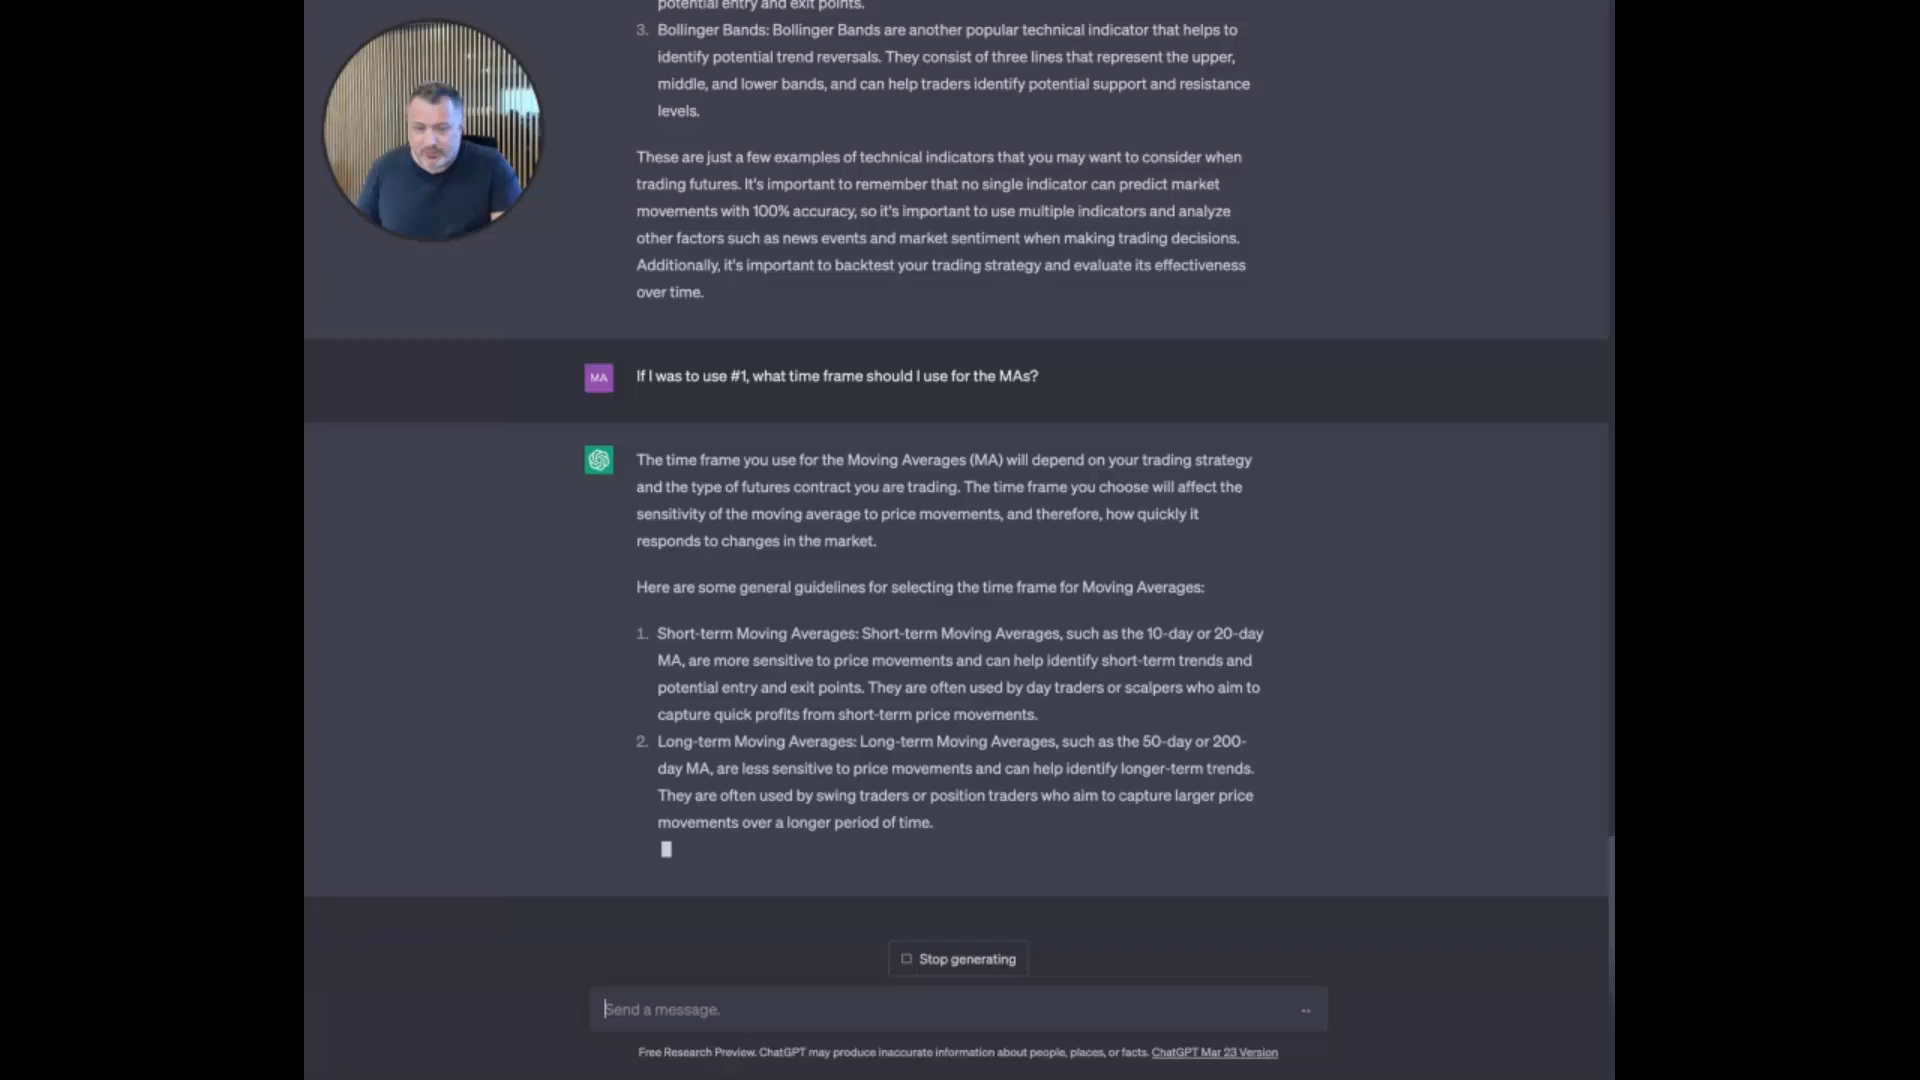 potential entry and exit points.
3. Bollinger Bands: Bollinger Bands are another popular technical indicator that helps to
identify potential trend reversals. They consist of three lines that represent the upper,
middle, and lower bands, and can help traders identify potential support and resistance
levels.
These are just a few examples of technical indicators that you may want to consider when
trading futures. It's important to remember that no single indicator can predict market
movements with 100% accuracy, so it's important to use multiple indicators and analyze
other factors such as news events and market sentiment when making trading decisions.
Additionally, it's important to backtest your trading strategy and evaluate its effectiveness
over time.
MA
If I was to use #1, what time frame should I use for the MAs?
The time frame you use for the Moving Averages (MA) will depend on your trading strategy
and the type of futures contract you are trading. The time frame you choose will affect the
sensitivity of the moving average to price movements, and therefore, how quickly it
responds to changes in the market.
Here are some general guidelines for selecting the time frame for Moving Averages:
1. Short-term Moving Averages: Short-term Moving Averages, such as the 10-day or 20-day
MA, are more sensitive to price movements and can help identify short-term trends and
potential entry and exit points. They are often used by day traders or scalpers who aim to
capture quick profits from short-term price movements.
2. Long-term Moving Averages: Long-term Moving Averages, such as the 50-day or 200-
day MA, are less sensitive to price movements and can help identify longer-term trends.
They are often used by swing traders or position traders who aim to capture larger price
movements over a longer period of time.
Stop generating
Send a message.
Free Research Preview. ChatGPT may produce inaccurate information about people, places, or facts. ChatGPT Mar 23 Version